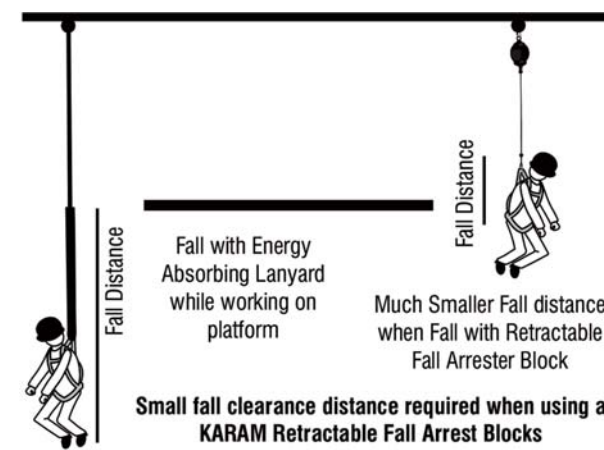 Fall Distance
Fall with Energy
Absorbing Lanyard
while working on
platform
Fall Distance
Much Smaller Fall distance
when Fall with Retractable
Fall Arrester Block
Small fall clearance distance required when using a
KARAM Retractable Fall Arrest Blocks